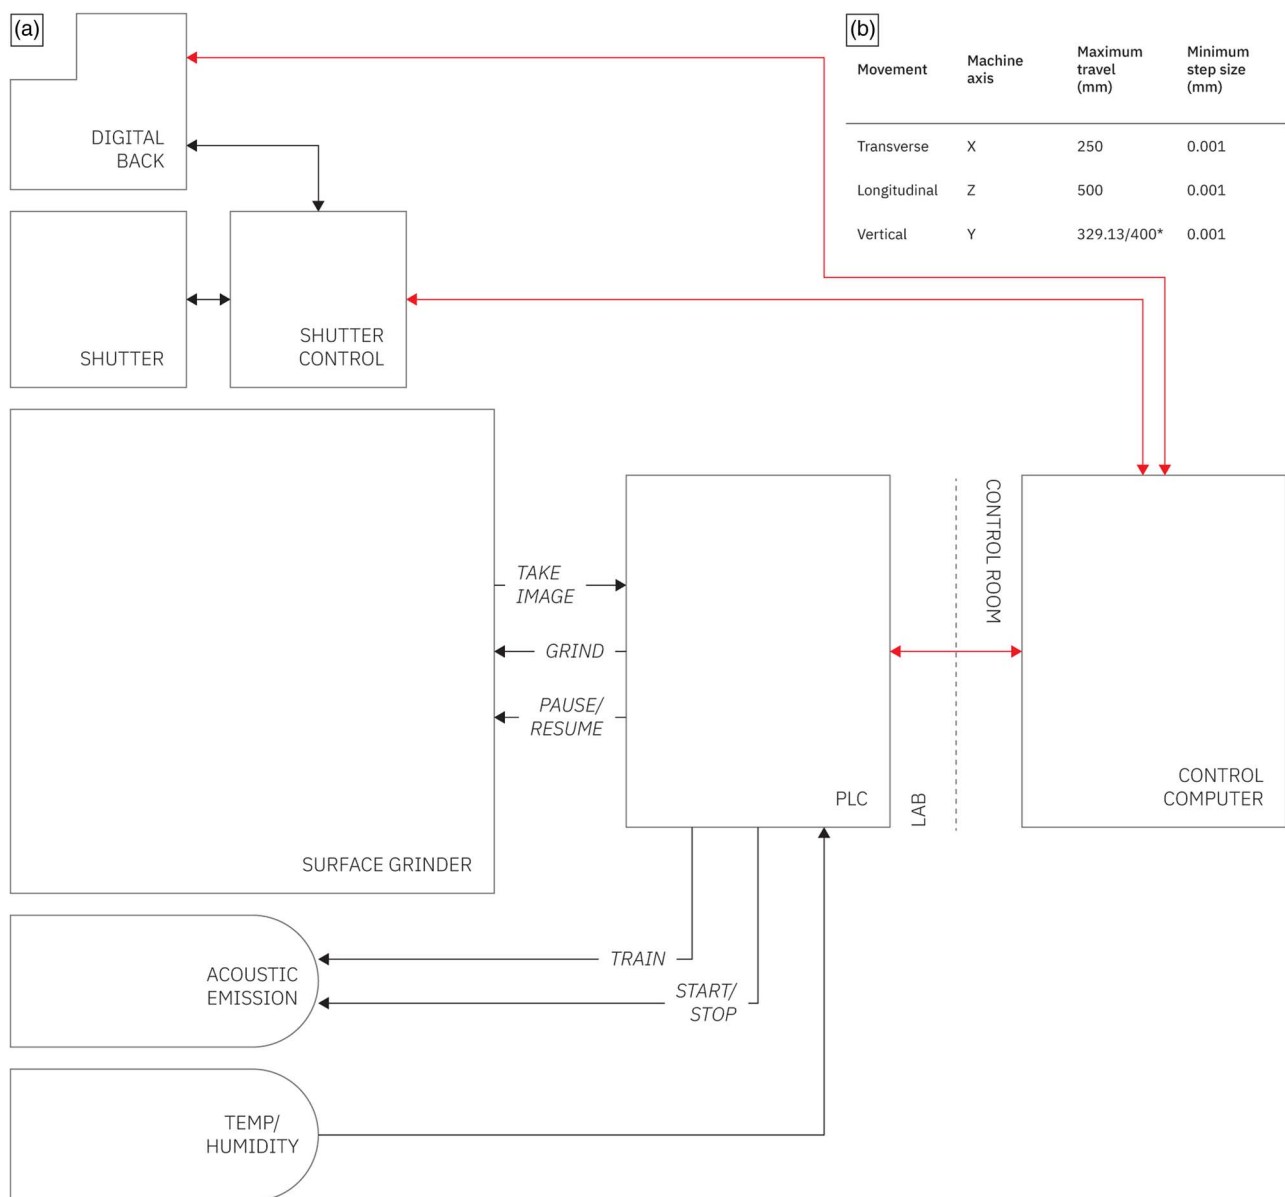 (a)
DIGITAL
BACK
SHUTTER
SHUTTER
CONTROL
(b)
Movement Machine axis Maximum travel (mm) Minimum step size (mm)
Transverse X 250 0.001
Longitudinal Z 500 0.001
Vertical Y 329.13/400* 0.001
SURFACE GRINDER
TAKE
IMAGE
GRIND
PAUSE/
RESUME
PLC
LAB
CONTROL ROOM
CONTROL
COMPUTER
ACOUSTIC
EMISSION
TRAIN
START/
STOP
TEMP/
HUMIDITY